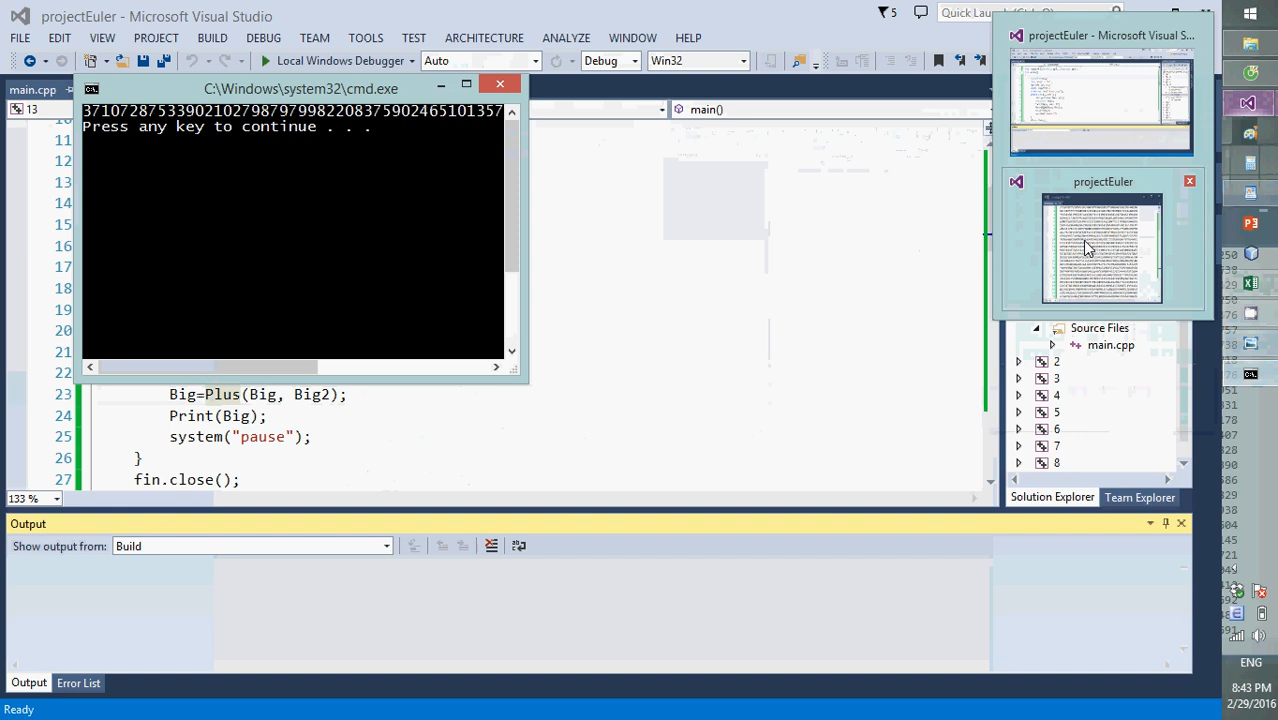 projectEuler - Microsoft Visual Studio
5
Quick Launch
FILE EDIT VIEW PROJECT BUILD DEBUG TEAM TOOLS TEST ARCHITECTURE ANALYZE WINDOW HELP
Local Windows Debugger Auto Debug Win32
main.cpp
13
main()
C:\Windows\system32\cmd.exe
Press any key to continue . . .
projectEuler - Microsoft Visual S...
projectEuler
11
12
13
14
15
16
17
18
19
20
21
22
23 Big=Plus(Big, Big2);
24 Print(Big);
25 system("pause");
26 }
27 fin.close();
133 %
Source Files
main.cpp
2
3
4
5
6
7
8
Solution Explorer Team Explorer
Output
Show output from: Build
Output Error List
Ready
ENG
8:43 PM
2/29/2016